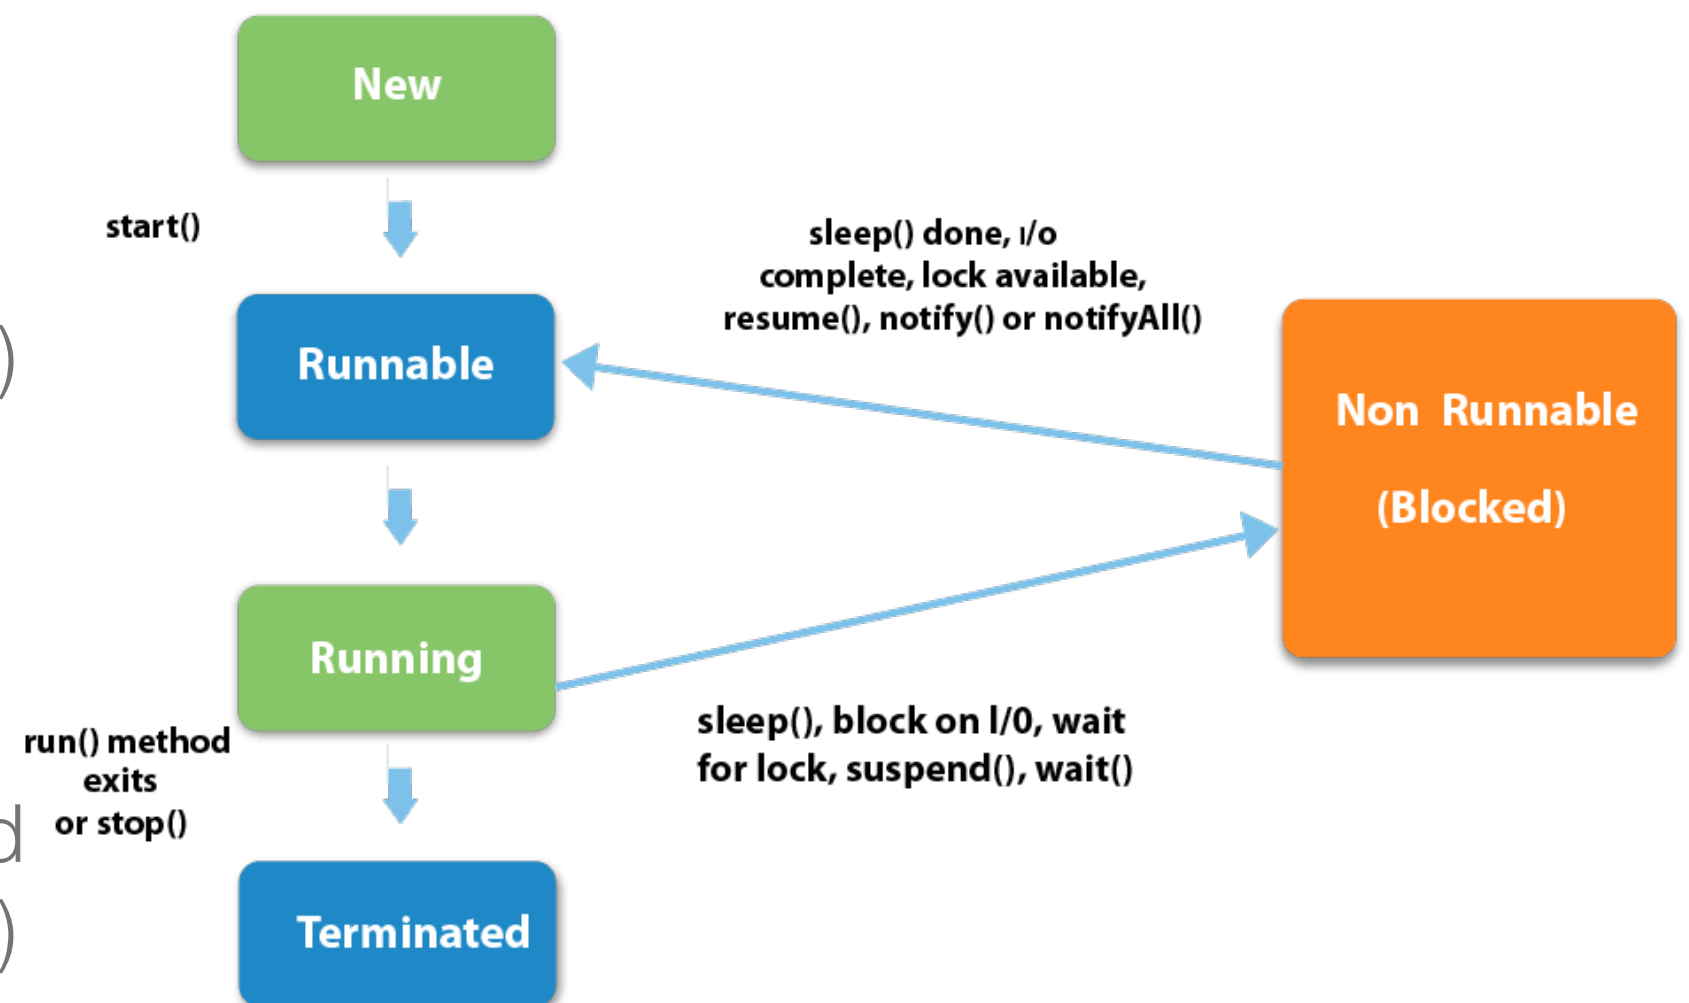 New
start()
sleep() done, I/o
complete, lock available,
resume(), notify() or notifyAll()
)
Runnable
Non Runnable
(Blocked)
Running
run() method
exits
or stop()
sleep(), block on l/0, wait
for lock, suspend(), wait()
d
)
Terminated